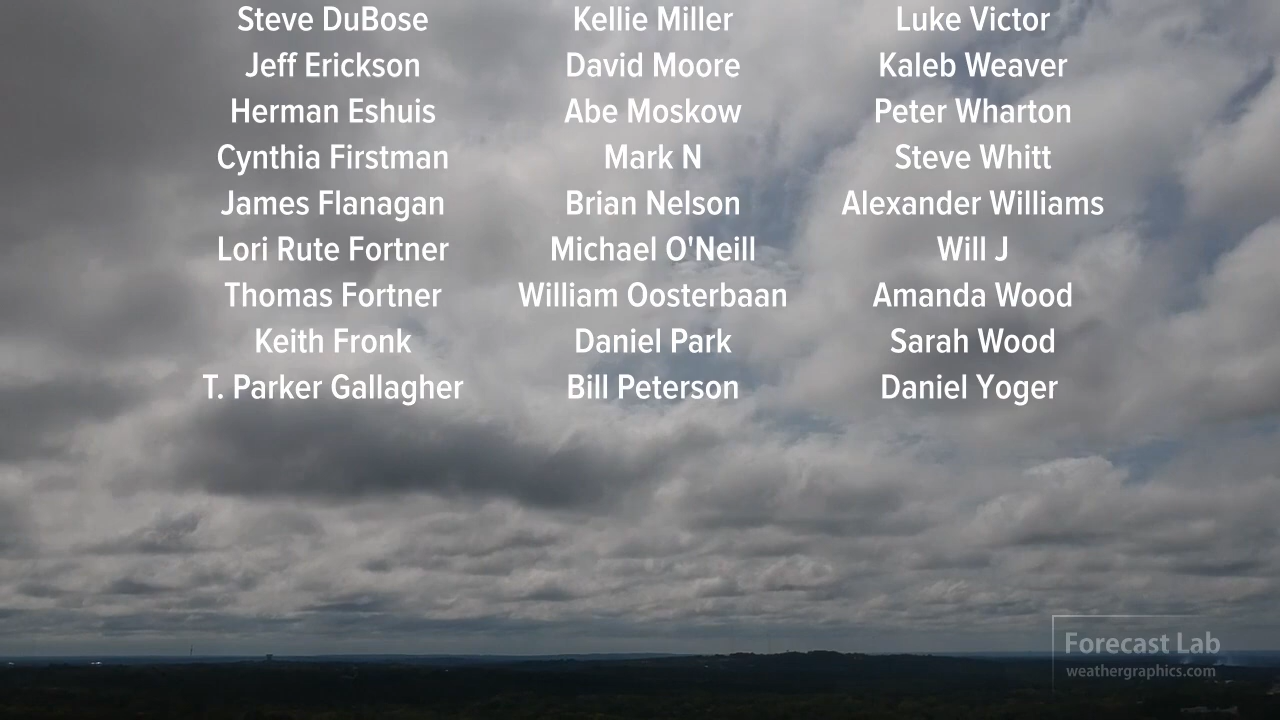 Steve DuBose
Jeff Erickson
Herman Eshuis
Cynthia Firstman
James Flanagan
Lori Rute Fortner
Thomas Fortner
Keith Fronk
T. Parker Gallagher
Kellie Miller
David Moore
Abe Moskow
Mark N
Brian Nelson
Michael O'Neill
William Oosterbaan
Daniel Park
Bill Peterson
Luke Victor
Kaleb Weaver
Peter Wharton
Steve Whitt
Alexander Williams
Will J
Amanda Wood
Sarah Wood
Daniel Yoger
Forecast Lab
weathergraphics.com